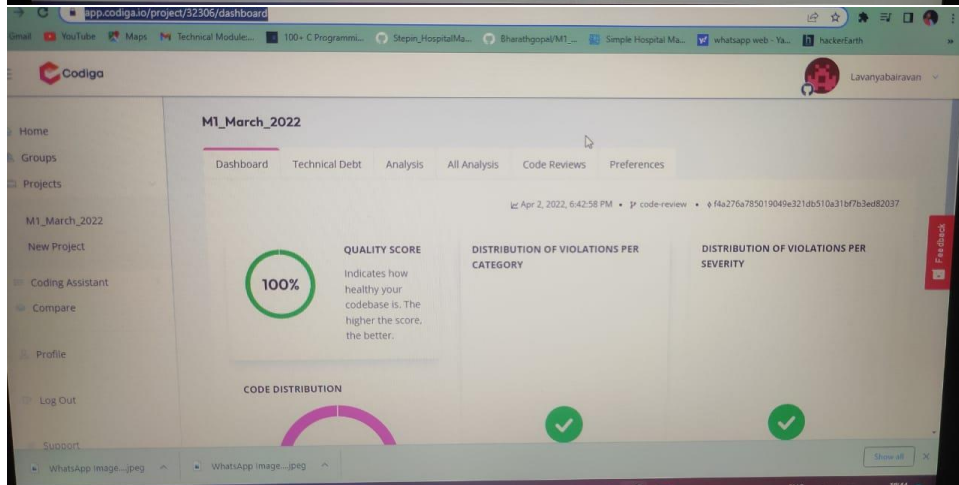 app.codiga.io/project/32306/dashboard
Gmail YouTube Maps Technical Module:... 100+ C Programmi... Stepin_HospitalMa... Bharathgopal/M1_... Simple Hospital Ma... whatsapp web - Ya... hackerEarth »
Codiga
Lavanyabairavan
Home
Groups
Projects
M1_March_2022
New Project
Coding Assistant
Compare
Profile
Log Out
Support
M1_March_2022
Dashboard Technical Debt Analysis All Analysis Code Reviews Preferences
Apr 2, 2022, 6:42:58 PM • code-review • f4a276a785019049e321db510a31bf7b3ed82037
100%
QUALITY SCORE
Indicates how
healthy your
codebase is. The
higher the score,
the better.
DISTRIBUTION OF VIOLATIONS PER
CATEGORY
DISTRIBUTION OF VIOLATIONS PER
SEVERITY
CODE DISTRIBUTION
Feedback
WhatsApp Image....jpeg WhatsApp Image....jpeg Show all